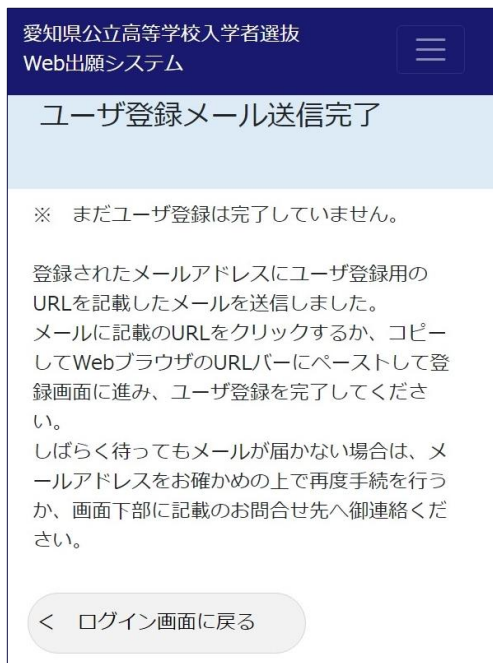 愛知県公立高等学校入学者選抜
Web出願システム
ユーザ登録メール送信完了
※　まだユーザ登録は完了していません。
登録されたメールアドレスにユーザ登録用の
URLを記載したメールを送信しました。
メールに記載のURLをクリックするか、コピー
してWebブラウザのURLバーにペーストして登
録画面に進み、ユーザ登録を完了してくださ
い。
しばらく待ってもメールが届かない場合は、メ
ールアドレスをお確かめの上で再度手続を行う
か、画面下部に記載のお問合せ先へ御連絡くだ
さい。
<　ログイン画面に戻る